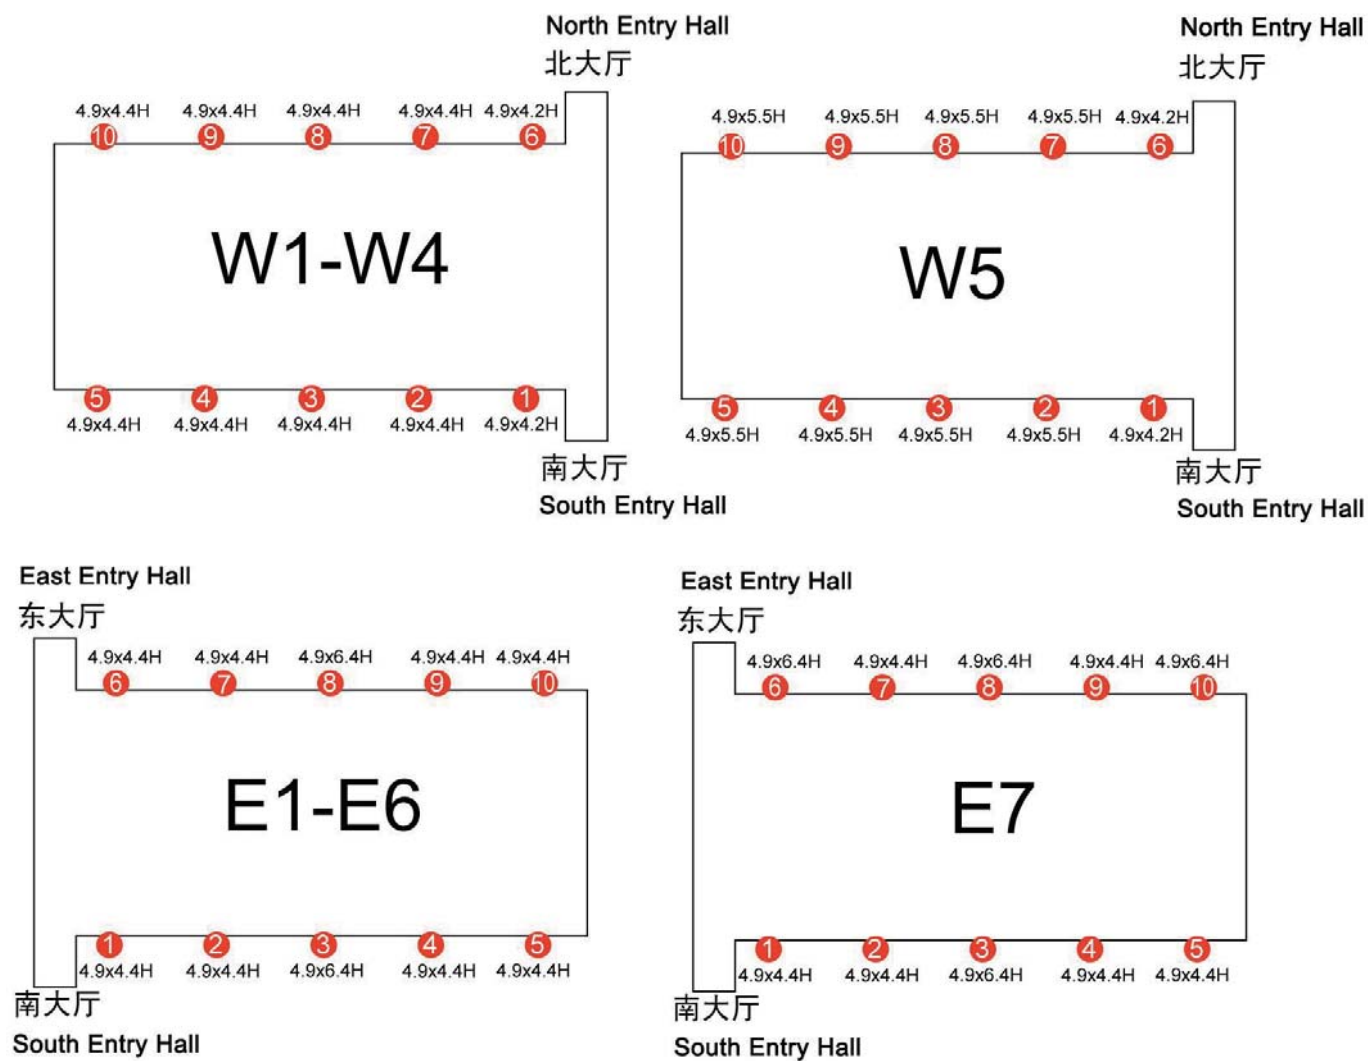 North Entry Hall
北大厅
4.9x4.4H 4.9x4.4H 4.9x4.4H 4.9x4.4H 4.9x4.2H
10 9 8 7 6
W1-W4
5 4 3 2 1
4.9x4.4H 4.9x4.4H 4.9x4.4H 4.9x4.4H 4.9x4.2H
南大厅
South Entry Hall
North Entry Hall
北大厅
4.9x5.5H 4.9x5.5H 4.9x5.5H 4.9x5.5H 4.9x4.2H
10 9 8 7 6
W5
5 4 3 2 1
4.9x5.5H 4.9x5.5H 4.9x5.5H 4.9x5.5H 4.9x4.2H
南大厅
South Entry Hall
East Entry Hall
东大厅
4.9x4.4H 4.9x4.4H 4.9x6.4H 4.9x4.4H 4.9x4.4H
6 7 8 9 10
E1-E6
1 2 3 4 5
4.9x4.4H 4.9x4.4H 4.9x6.4H 4.9x4.4H 4.9x4.4H
南大厅
South Entry Hall
East Entry Hall
东大厅
4.9x6.4H 4.9x4.4H 4.9x6.4H 4.9x4.4H 4.9x6.4H
6 7 8 9 10
E7
1 2 3 4 5
4.9x4.4H 4.9x4.4H 4.9x6.4H 4.9x4.4H 4.9x4.4H
南大厅
South Entry Hall